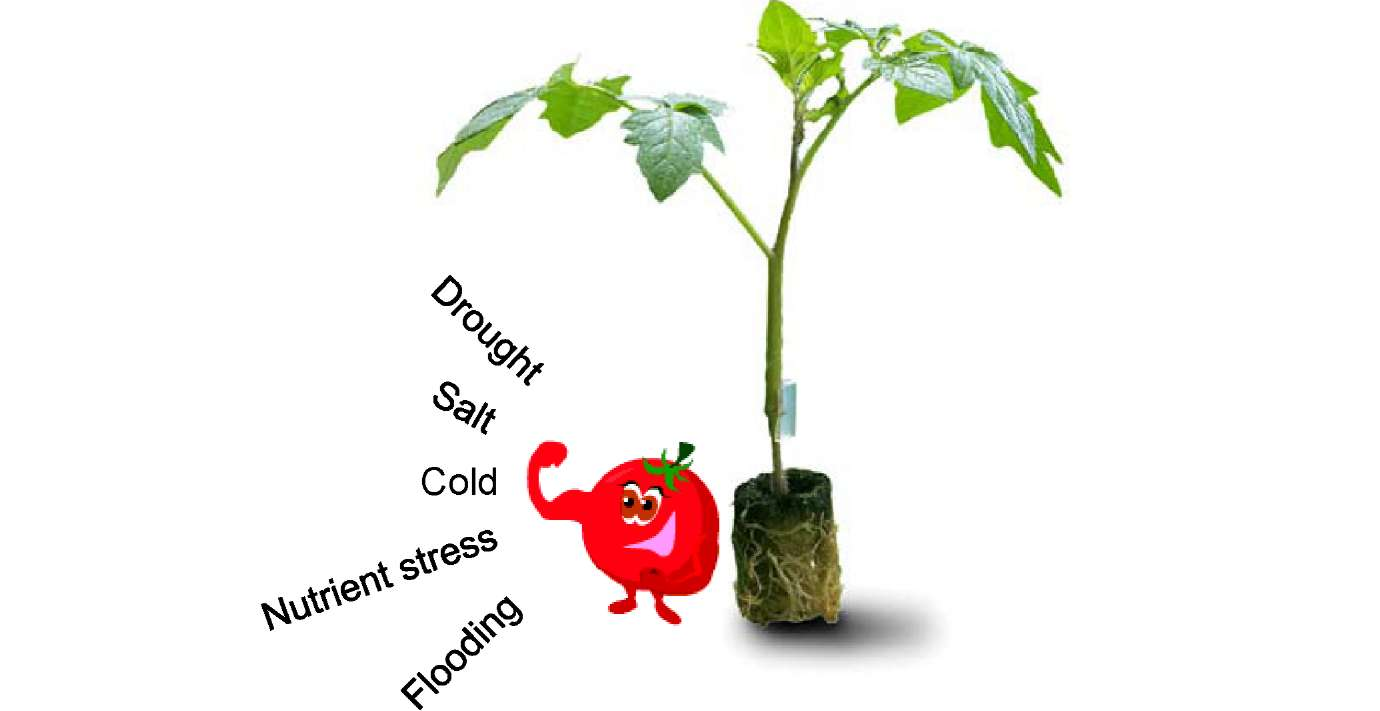 Drought
Salt
Cold
Nutrient stress
Flooding